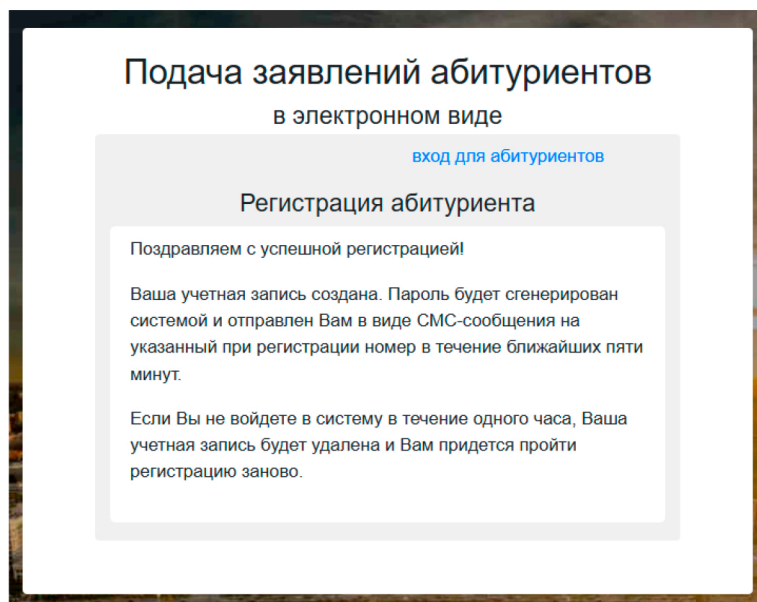 Подача заявлений абитуриентов
в электронном виде
вход для абитуриентов
Регистрация абитуриента
Поздравляем с успешной регистрацией!
Ваша учетная запись создана. Пароль будет сгенерирован
системой и отправлен Вам в виде СМС-сообщения на
указанный при регистрации номер в течение ближайших пяти
минут.
Если Вы не войдете в систему в течение одного часа, Ваша
учетная запись будет удалена и Вам придется пройти
регистрацию заново.